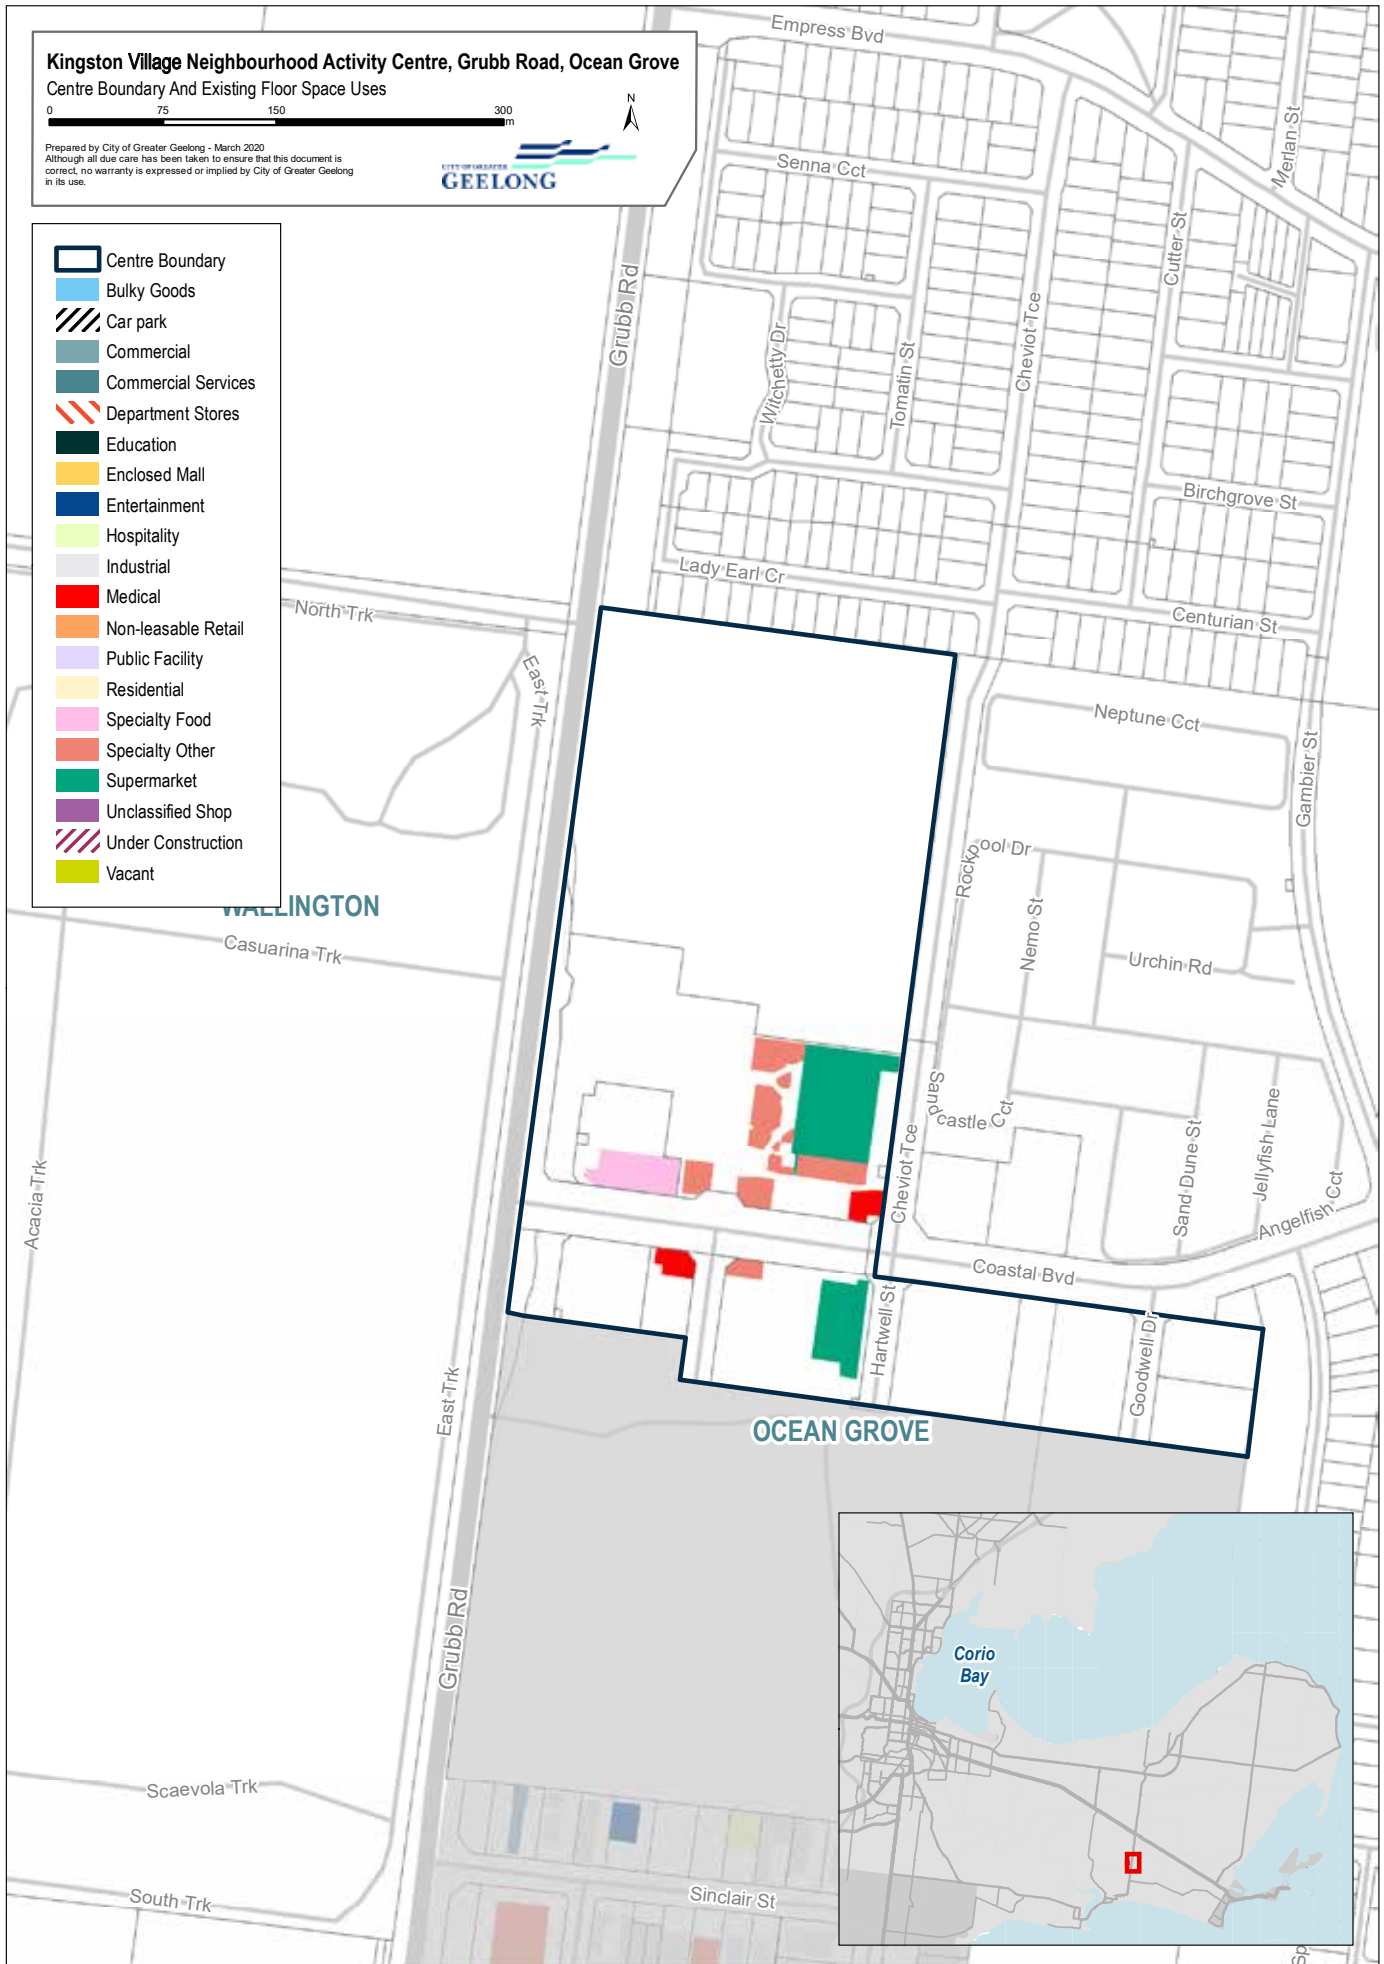 Kingston Village Neighbourhood Activity Centre, Grubb Road, Ocean Grove
Centre Boundary And Existing Floor Space Uses
0 75 150 300
m
N
Prepared by City of Greater Geelong - March 2020
Although all due care has been taken to ensure that this document is
correct, no warranty is expressed or implied by City of Greater Geelong
in its use.
CITY OF GREATER
GEELONG
Centre Boundary
Bulky Goods
Car park
Commercial
Commercial Services
Department Stores
Education
Enclosed Mall
Entertainment
Hospitality
Industrial
Medical
Non-leasable Retail
Public Facility
Residential
Specialty Food
Specialty Other
Supermarket
Unclassified Shop
Under Construction
Vacant
Empress Bvd
Merlan St
Senna Cct
Cutter St
Grubb Rd
Cheviot Tce
Witchetty Dr
Tomatin St
Birchgrove St
Lady Earl Cr
North Trk
Centurian St
East Trk
Neptune Cct
Gambier St
Rockpool Dr
WALLINGTON
Casuarina Trk
Nemo St
Urchin Rd
Sandcastle Cct
Jellyfish Lane
Sand Dune St
Cheviot Tce
Acacia Trk
Angelfish Cct
Coastal Bvd
Hartwell St
Goodwell Dr
East Trk
OCEAN GROVE
Grubb Rd
Corio
Bay
Scaevola Trk
South Trk
Sinclair St
Sp